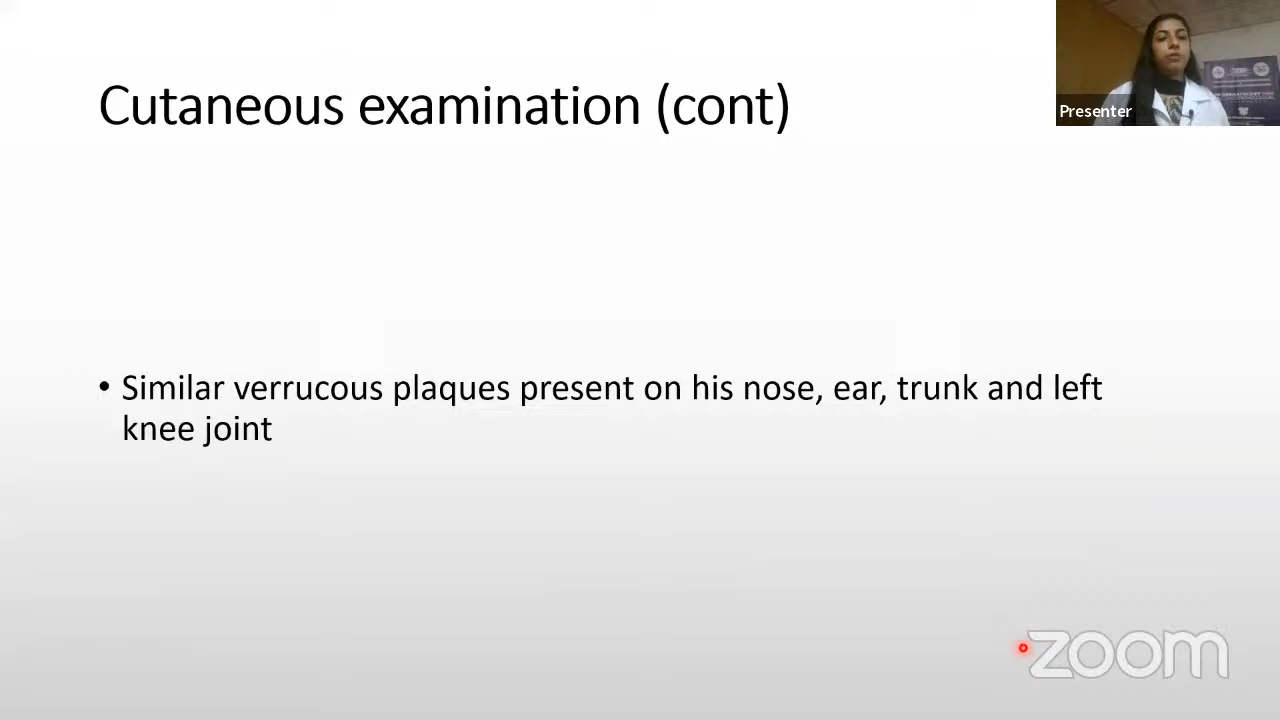 Cutaneous examination (cont)
Presenter
• Similar verrucous plaques present on his nose, ear, trunk and left
knee joint
zoom